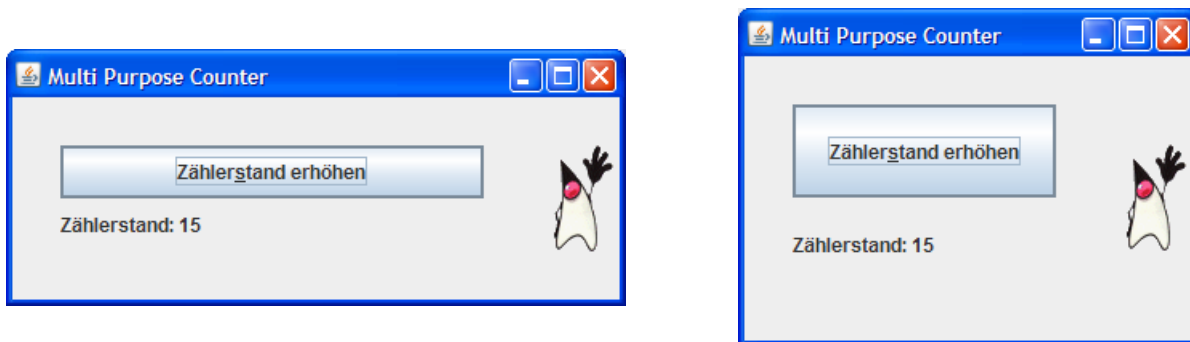 Multi Purpose Counter
Zählerstand erhöhen
Zählerstand: 15
Multi Purpose Counter
Zählerstand erhöhen
Zählerstand: 15